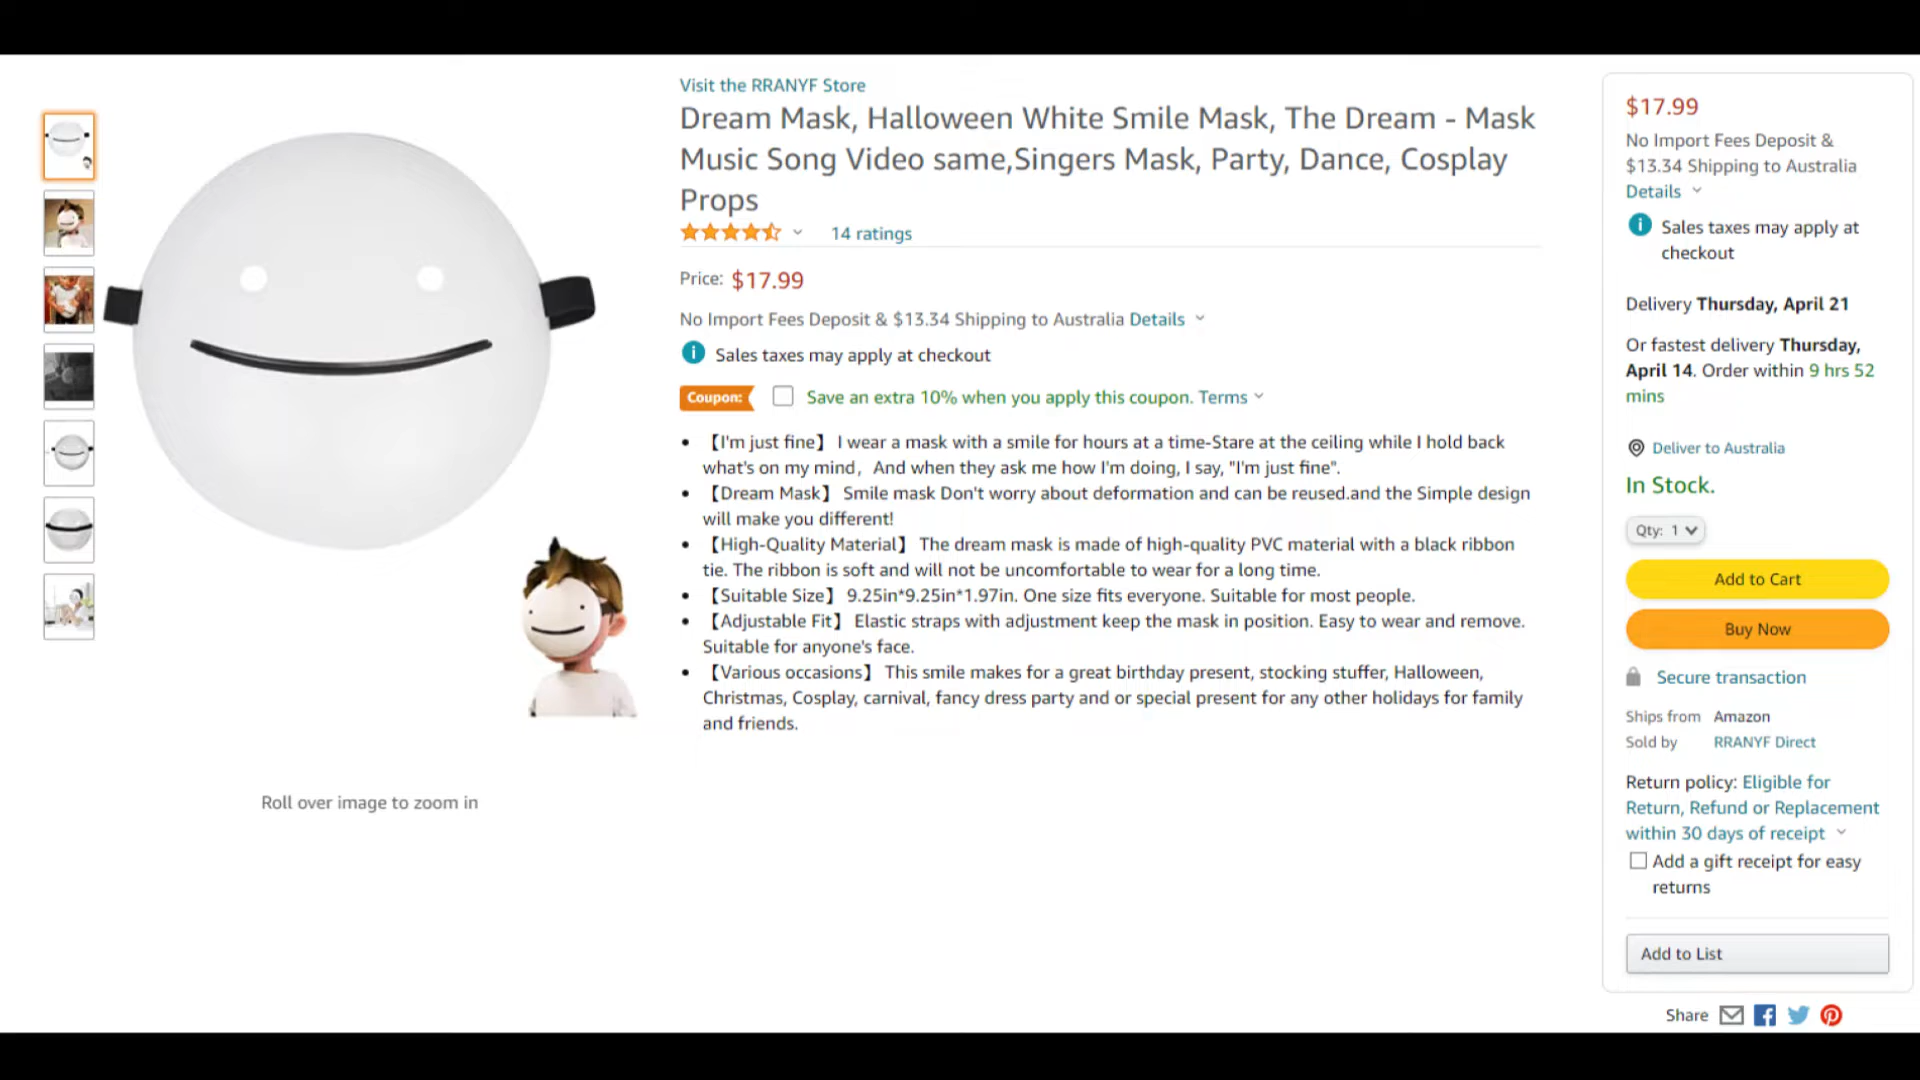 Visit the RRANYF Store
Dream Mask, Halloween White Smile Mask, The Dream - Mask
Music Song Video same,Singers Mask, Party, Dance, Cosplay
Props
14 ratings
Price: $17.99
No Import Fees Deposit & $13.34 Shipping to Australia Details
Sales taxes may apply at checkout
Coupon: Save an extra 10% when you apply this coupon. Terms
• 【I'm just fine】 I wear a mask with a smile for hours at a time-Stare at the ceiling while I hold back
what's on my mind，And when they ask me how I'm doing, I say, "I'm just fine".
• 【Dream Mask】 Smile mask Don't worry about deformation and can be reused.and the Simple design
will make you different!
• 【High-Quality Material】 The dream mask is made of high-quality PVC material with a black ribbon
tie. The ribbon is soft and will not be uncomfortable to wear for a long time.
• 【Suitable Size】 9.25in*9.25in*1.97in. One size fits everyone. Suitable for most people.
• 【Adjustable Fit】 Elastic straps with adjustment keep the mask in position. Easy to wear and remove.
Suitable for anyone's face.
• 【Various occasions】 This smile makes for a great birthday present, stocking stuffer, Halloween,
Christmas, Cosplay, carnival, fancy dress party and or special present for any other holidays for family
and friends.
Roll over image to zoom in
$17.99
No Import Fees Deposit &
$13.34 Shipping to Australia
Details
Sales taxes may apply at
checkout
Delivery Thursday, April 21
Or fastest delivery Thursday,
April 14. Order within 9 hrs 52
mins
Deliver to Australia
In Stock.
Qty: 1
Add to Cart
Buy Now
Secure transaction
Ships from Amazon
Sold by RRANYF Direct
Return policy: Eligible for
Return, Refund or Replacement
within 30 days of receipt
Add a gift receipt for easy
returns
Add to List
Share